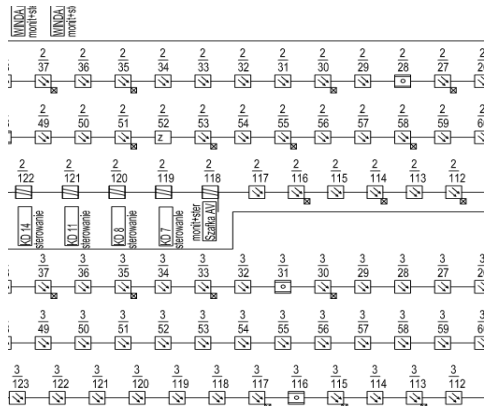 WINDA monit+ste WINDA monit+ste
2 2 2 2 2 2 2 2 2 2 2
37 36 35 34 33 32 31 30 29 28 27
2 2 2 2 2 2 2 2 2 2 2
49 50 51 52 53 54 55 56 57 58 59
z
2 2 2 2 2 2 2 2 2 2 2
122 121 120 119 118 117 116 115 114 113 112
KD 14 sterowanie KD 11 sterowanie KD 8 sterowanie KD 7 sterowanie monit+ster Szafka AV
3 3 3 3 3 3 3 3 3 3 3
37 36 35 34 33 32 31 30 29 28 27
3 3 3 3 3 3 3 3 3 3 3
49 50 51 52 53 54 55 56 57 58 59
3 3 3 3 3 3 3 3 3 3 3 3
123 122 121 120 119 118 117 116 115 114 113 112